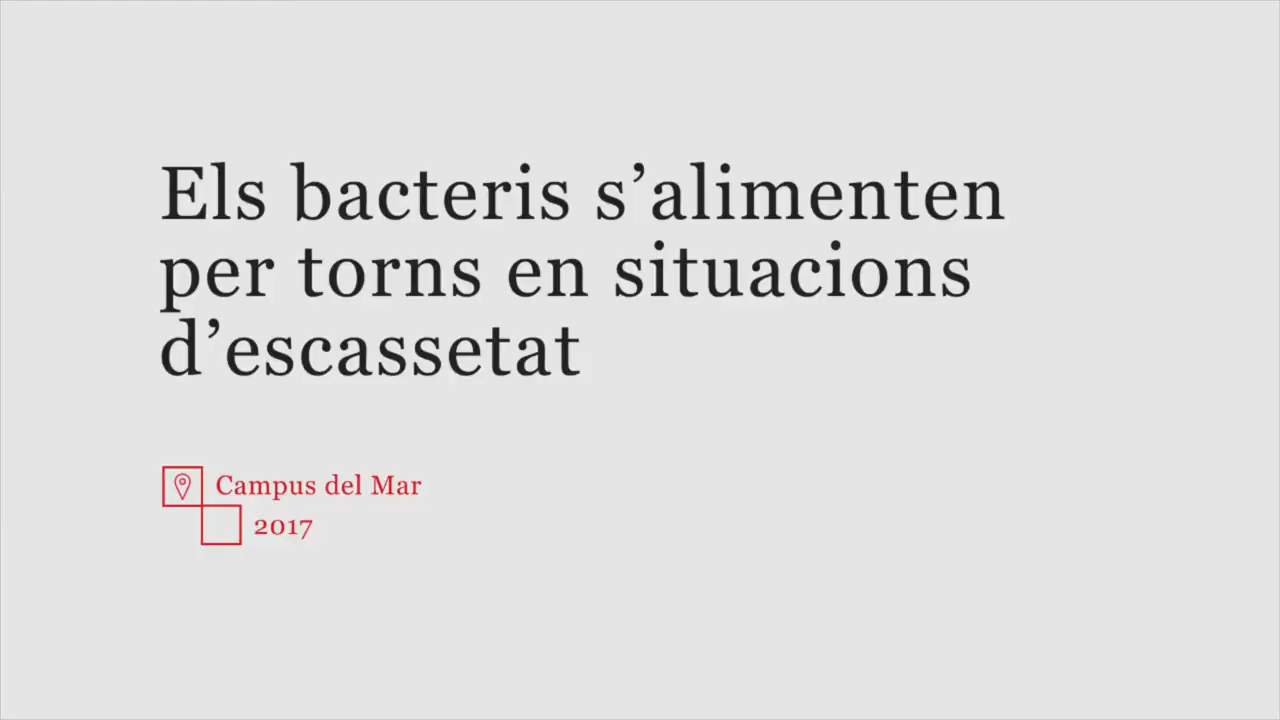 Els bacteris s’alimenten
per torns en situacions
d’escassetat
Campus del Mar
2017